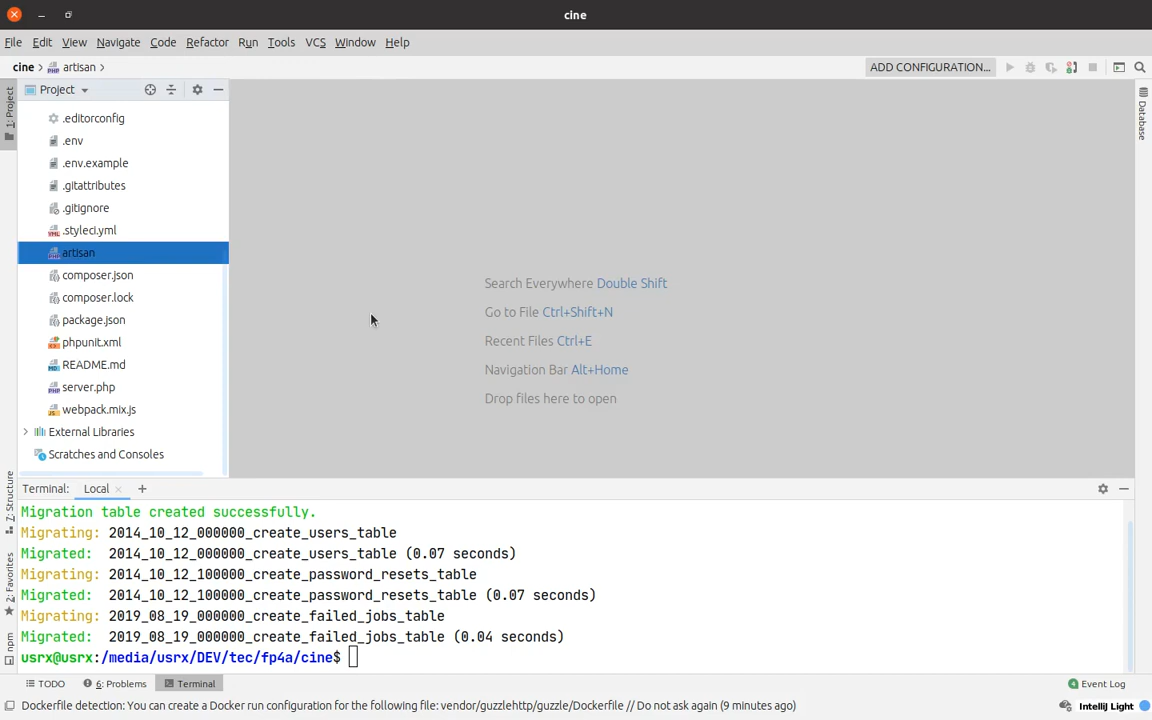 cine
File Edit View Navigate Code Refactor Run Tools VCS Window Help
cine artisan ADD CONFIGURATION...
1: Project
Project
.editorconfig
.env
.env.example
.gitattributes
.gitignore
.styleci.yml
artisan
composer.json
composer.lock
package.json
phpunit.xml
README.md
server.php
webpack.mix.js
External Libraries
Scratches and Consoles
Search Everywhere Double Shift
Go to File Ctrl+Shift+N
Recent Files Ctrl+E
Navigation Bar Alt+Home
Drop files here to open
Database
Z: Structure
2: Favorites
npm
Terminal: Local +
Migration table created successfully.
Migrating: 2014_10_12_000000_create_users_table
Migrated: 2014_10_12_000000_create_users_table (0.07 seconds)
Migrating: 2014_10_12_100000_create_password_resets_table
Migrated: 2014_10_12_100000_create_password_resets_table (0.07 seconds)
Migrating: 2019_08_19_000000_create_failed_jobs_table
Migrated: 2019_08_19_000000_create_failed_jobs_table (0.04 seconds)
usrx@usrx:/media/usrx/DEV/tec/fp4a/cine$
TODO 6: Problems Terminal 4 Event Log
Dockerfile detection: You can create a Docker run configuration for the following file: vendor/guzzlehttp/guzzle/Dockerfile // Do not ask again (9 minutes ago) IntelliJ Light